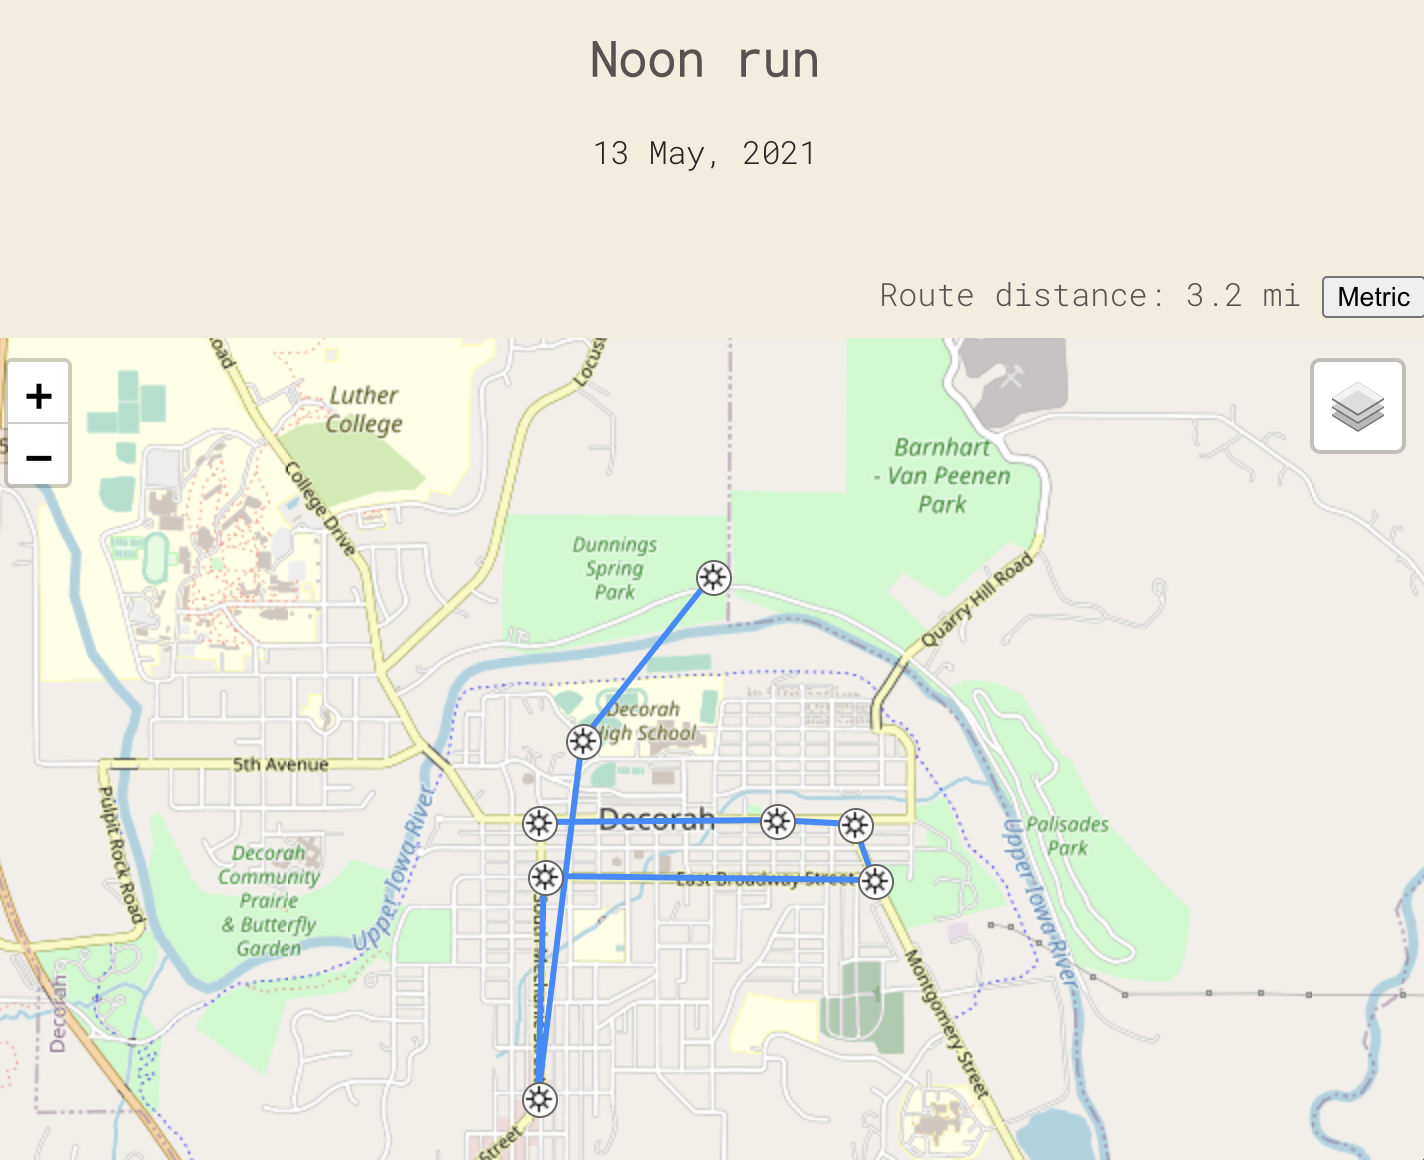 Noon run
13 May, 2021
Route distance: 3.2 mi
Metric
+
−
Luther
College
College Drive
Barnhart
- Van Peenen
Park
Dunnings
Spring
Park
Quarry Hill Road
Decorah
High School
5th Avenue
Pulpit Rock Road
Decorah
Upper Iowa River
Palisades
Park
Upper Iowa River
Decorah
Community
Prairie
& Butterfly
Garden
East Broadway Street
Montgomery Street
Decorah
Street